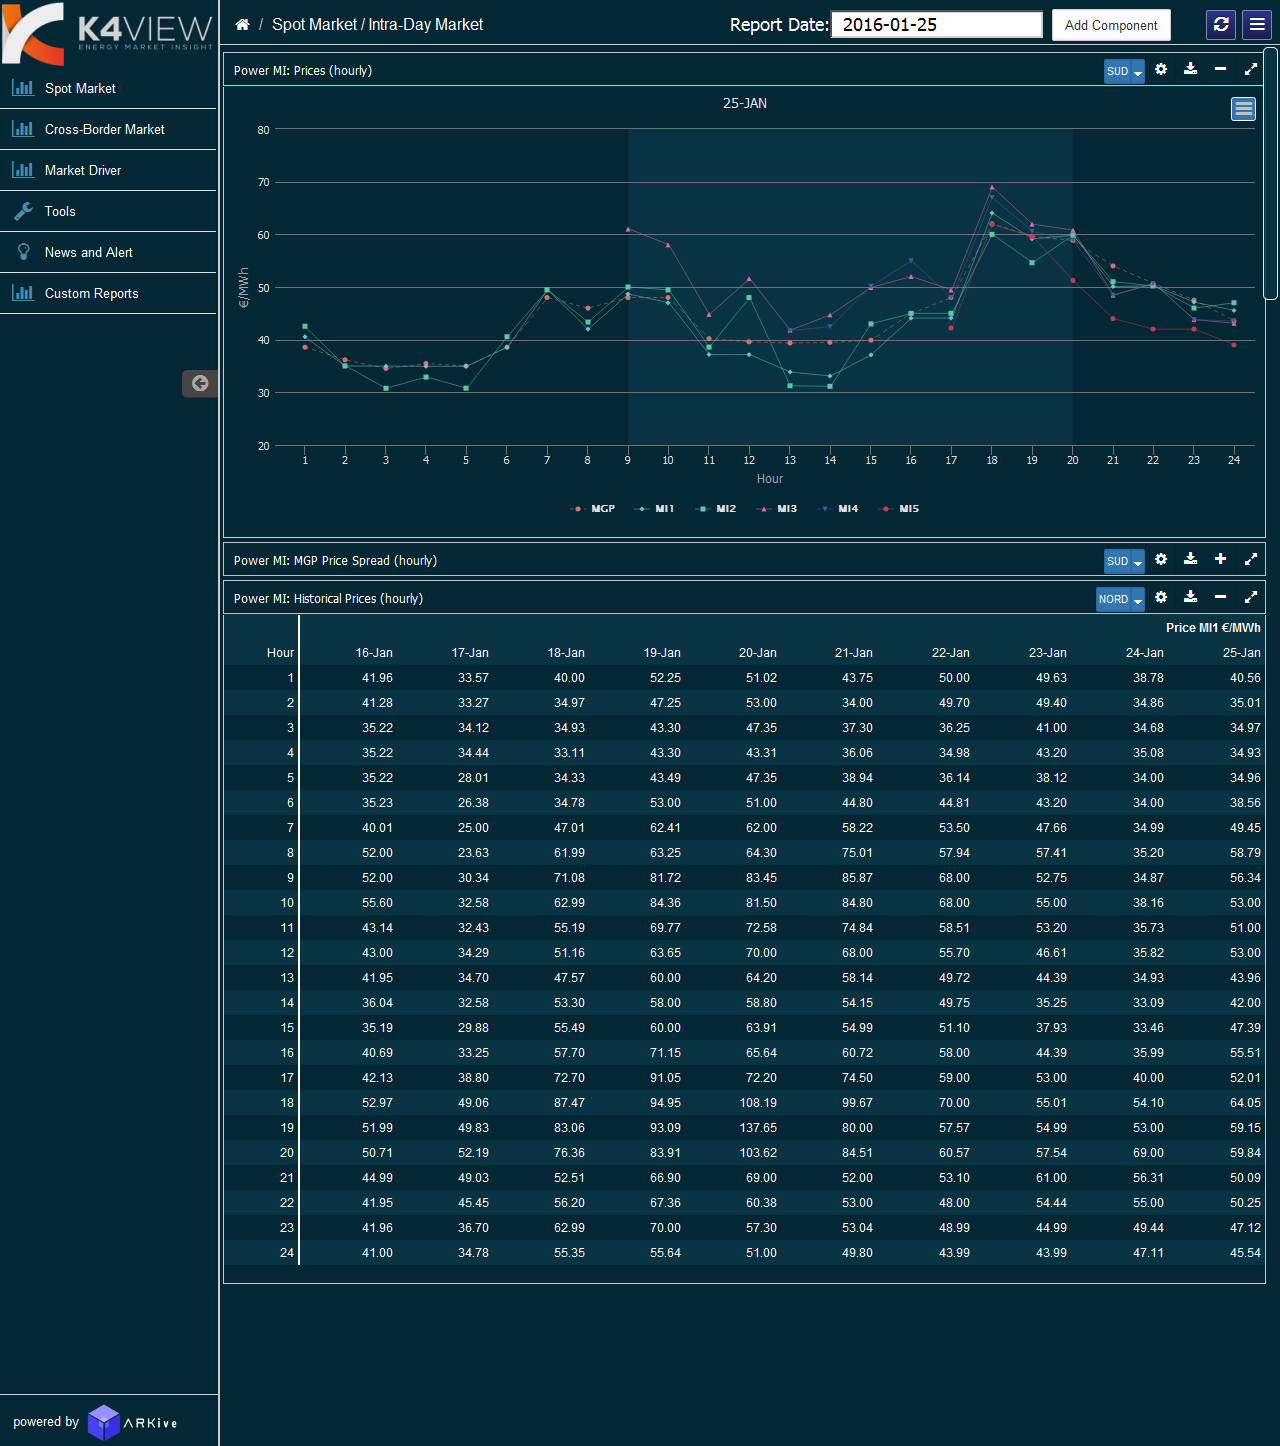 K4VIEW
ENERGY MARKET INSIGHT
/ Spot Market / Intra-Day Market
Report Date: 2016-01-25 Add Component
Spot Market
Cross-Border Market
Market Driver
Tools
News and Alert
Custom Reports
powered by ARKive
Power MI: Prices (hourly) SUD
25-JAN
€/MWh
80
70
60
50
40
30
20
1 2 3 4 5 6 7 8 9 10 11 12 13 14 15 16 17 18 19 20 21 22 23 24
Hour
MGP MI1 MI2 MI3 MI4 MI5
Power MI: MGP Price Spread (hourly) SUD
Power MI: Historical Prices (hourly) NORD
Price MI1 €/MWh
Hour 16-Jan 17-Jan 18-Jan 19-Jan 20-Jan 21-Jan 22-Jan 23-Jan 24-Jan 25-Jan
1 41.96 33.57 40.00 52.25 51.02 43.75 50.00 49.63 38.78 40.56
2 41.28 33.27 34.97 47.25 53.00 34.00 49.70 49.40 34.86 35.01
3 35.22 34.12 34.93 43.30 47.35 37.30 36.25 41.00 34.68 34.97
4 35.22 34.44 33.11 43.30 43.31 36.06 34.98 43.20 35.08 34.93
5 35.22 28.01 34.33 43.49 47.35 38.94 36.14 38.12 34.00 34.96
6 35.23 26.38 34.78 53.00 51.00 44.80 44.81 43.20 34.00 38.56
7 40.01 25.00 47.01 62.41 62.00 58.22 53.50 47.66 34.99 49.45
8 52.00 23.63 61.99 63.25 64.30 75.01 57.94 57.41 35.20 58.79
9 52.00 30.34 71.08 81.72 83.45 85.87 68.00 52.75 34.87 56.34
10 55.60 32.58 62.99 84.36 81.50 84.80 68.00 55.00 38.16 53.00
11 43.14 32.43 55.19 69.77 72.58 74.84 58.51 53.20 35.73 51.00
12 43.00 34.29 51.16 63.65 70.00 68.00 55.70 46.61 35.82 53.00
13 41.95 34.70 47.57 60.00 64.20 58.14 49.72 44.39 34.93 43.96
14 36.04 32.58 53.30 58.00 58.80 54.15 49.75 35.25 33.09 42.00
15 35.19 29.88 55.49 60.00 63.91 54.99 51.10 37.93 33.46 47.39
16 40.69 33.25 57.70 71.15 65.64 60.72 58.00 44.39 35.99 55.51
17 42.13 38.80 72.70 91.05 72.20 74.50 59.00 53.00 40.00 52.01
18 52.97 49.06 87.47 94.95 108.19 99.67 70.00 55.01 54.10 64.05
19 51.99 49.83 83.06 93.09 137.65 80.00 57.57 54.99 53.00 59.15
20 50.71 52.19 76.36 83.91 103.62 84.51 60.57 57.54 69.00 59.84
21 44.99 49.03 52.51 66.90 69.00 52.00 53.10 61.00 56.31 50.09
22 41.95 45.45 56.20 67.36 60.38 53.00 48.00 54.44 55.00 50.25
23 41.96 36.70 62.99 70.00 57.30 53.04 48.99 44.99 49.44 47.12
24 41.00 34.78 55.35 55.64 51.00 49.80 43.99 43.99 47.11 45.54